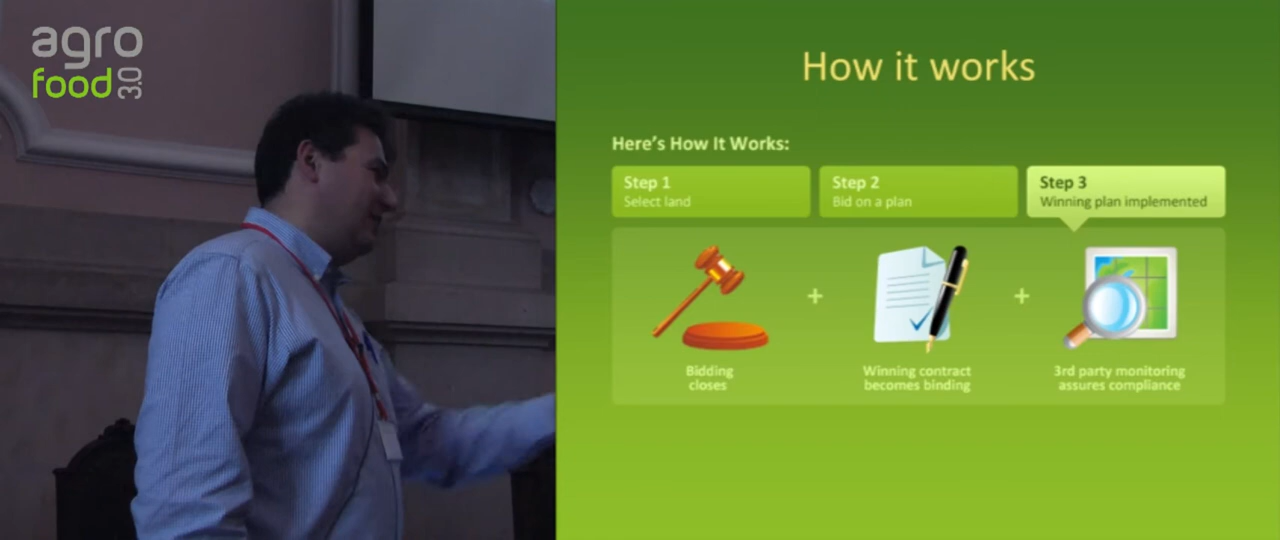 agro
food 3.0
How it works
Here's How It Works:
Step 1
Select land
Step 2
Bid on a plan
Step 3
Winning plan implemented
Bidding
closes
Winning contract
becomes binding
3rd party monitoring
assures compliance